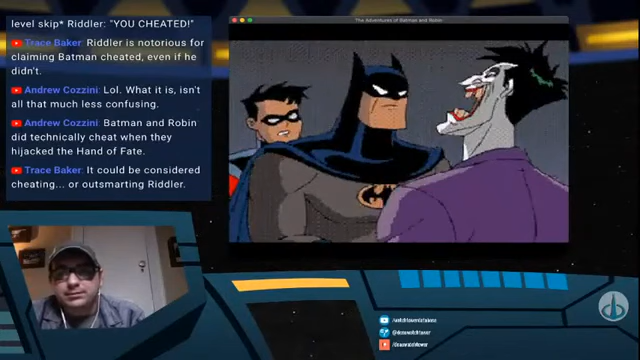 level skip* Riddler: "YOU CHEATED!"
Trace Baker: Riddler is notorious for
claiming Batman cheated, even if he
didn't.
Andrew Cozzini: Lol. What it is, isn't
all that much less confusing.
Andrew Cozzini: Batman and Robin
did technically cheat when they
hijacked the Hand of Fate.
Trace Baker: It could be considered
cheating... or outsmarting Riddler.
The Adventures of Batman and Robin